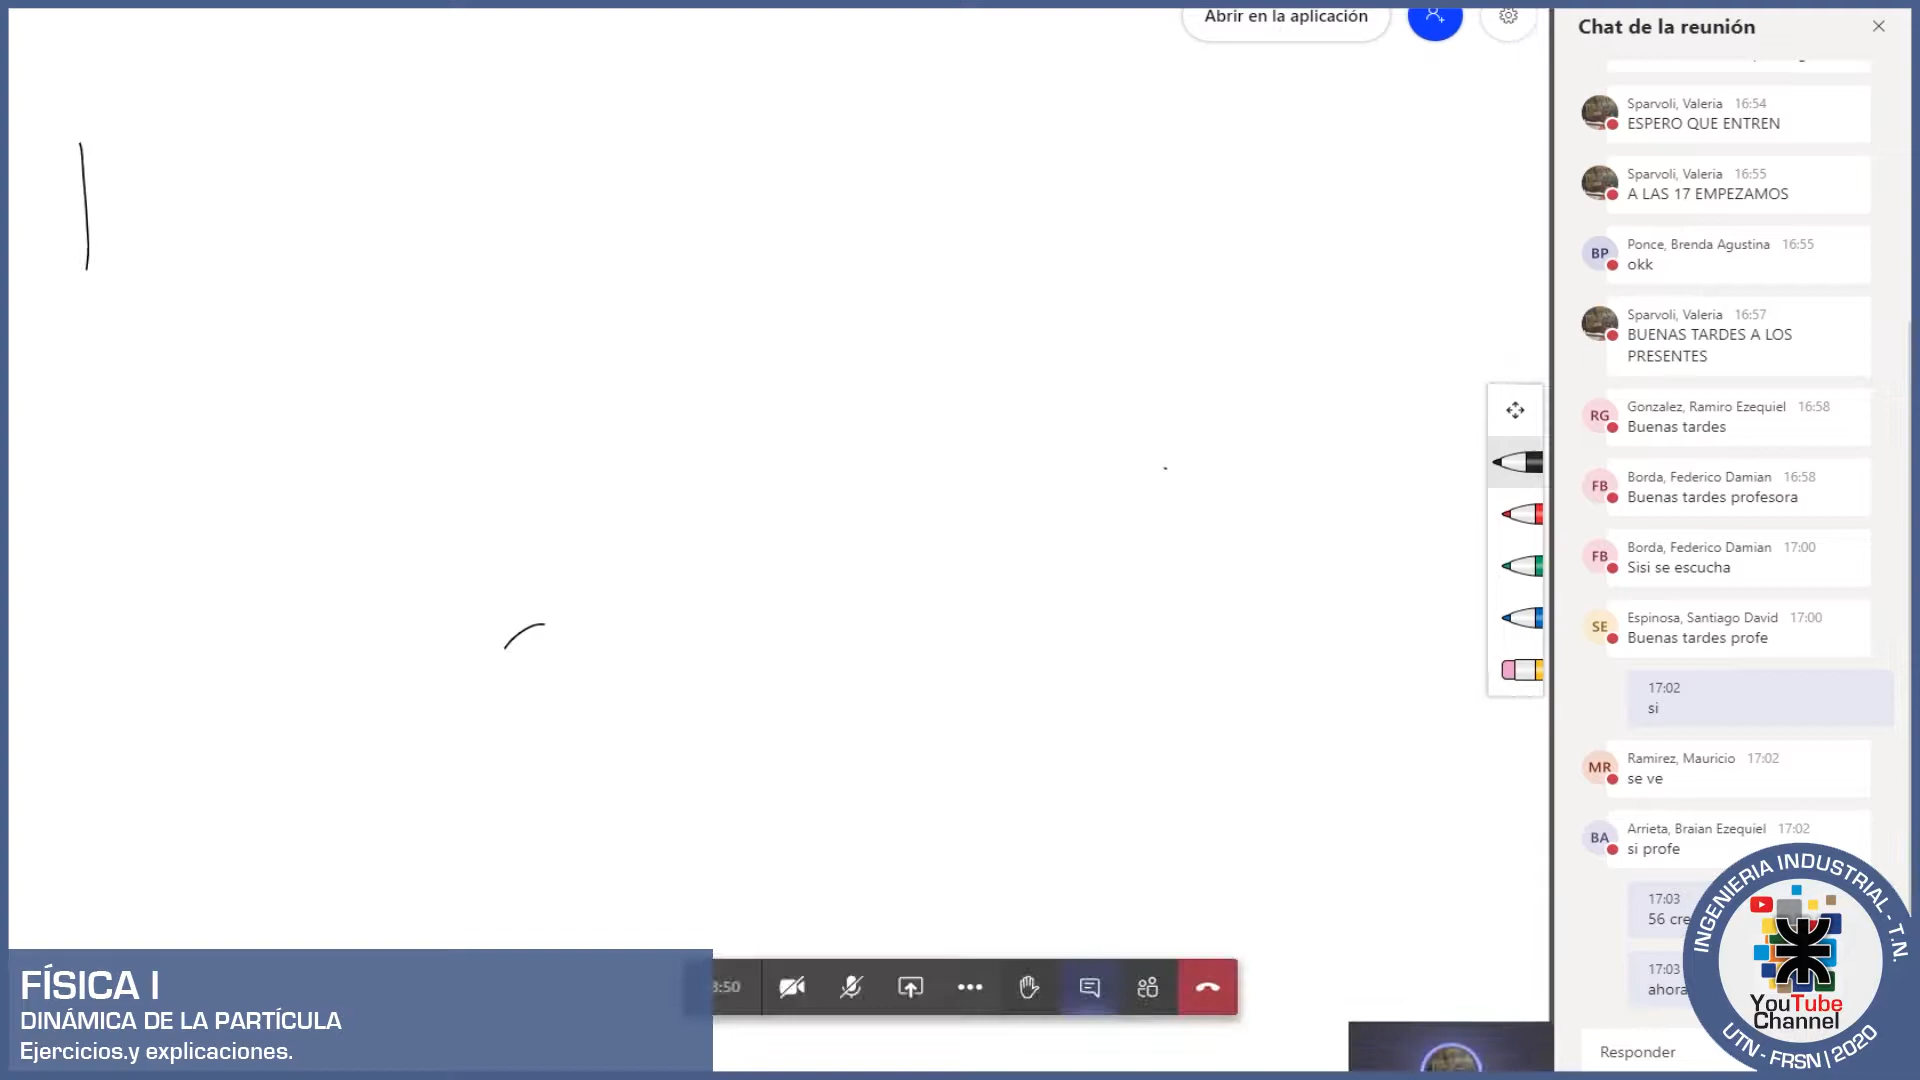 Abrir en la aplicación
Chat de la reunión
Sparvoli, Valeria 16:54
ESPERO QUE ENTREN
Sparvoli, Valeria 16:55
A LAS 17 EMPEZAMOS
BP
Ponce, Brenda Agustina 16:55
okk
Sparvoli, Valeria 16:57
BUENAS TARDES A LOS
PRESENTES
RG
Gonzalez, Ramiro Ezequiel 16:58
Buenas tardes
FB
Borda, Federico Damian 16:58
Buenas tardes profesora
FB
Borda, Federico Damian 17:00
Sisi se escucha
SE
Espinosa, Santiago David 17:00
Buenas tardes profe
17:02
si
MR
Ramirez, Mauricio 17:02
se ve
BA
Arrieta, Braian Ezequiel 17:02
si profe
17:03
56 cre
17:03
ahora
Responder
:50
FÍSICA I
DINÁMICA DE LA PARTÍCULA
Ejercicios.y explicaciones.
INGENIERIA INDUSTRIAL - T.N.
YouTube
Channel
UTN - FRSN | 2020